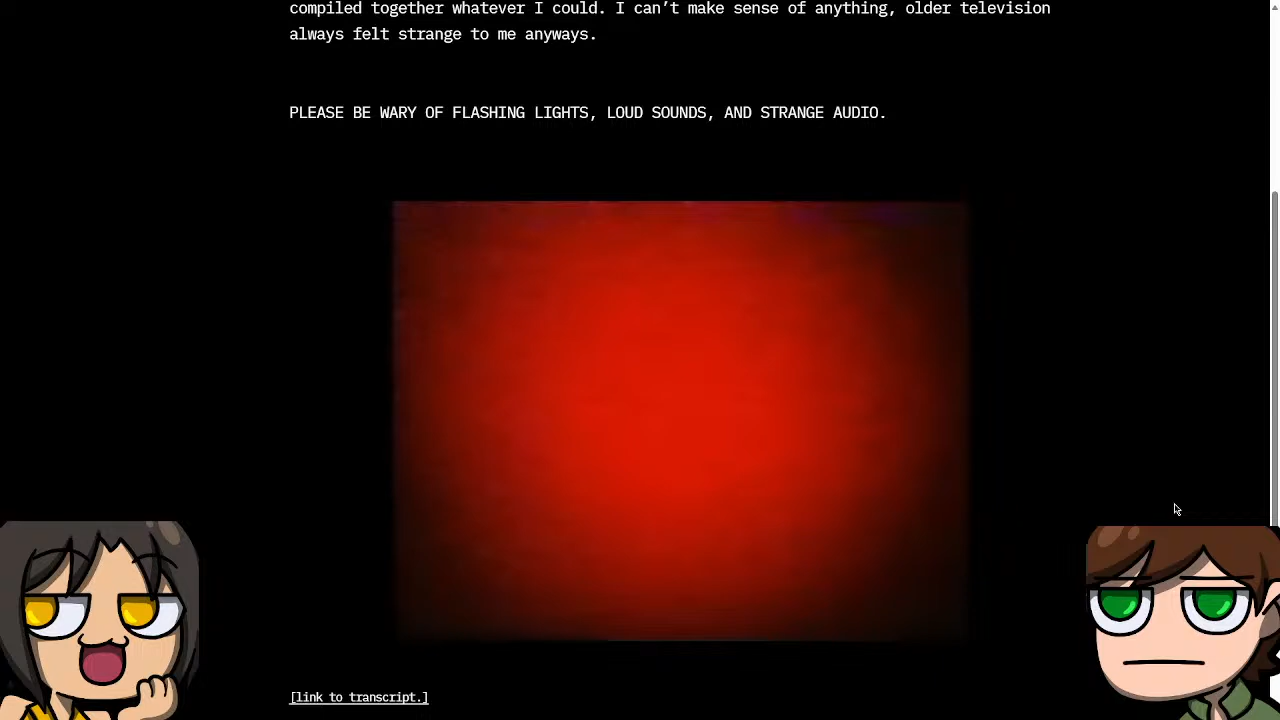 compiled together whatever I could. I can’t make sense of anything, older television
always felt strange to me anyways.
PLEASE BE WARY OF FLASHING LIGHTS, LOUD SOUNDS, AND STRANGE AUDIO.
[link to transcript.]